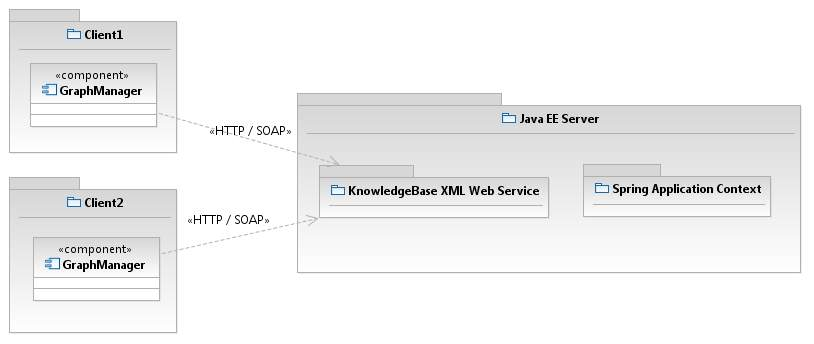 Client1
«component»
GraphManager
«HTTP / SOAP»
Java EE Server
KnowledgeBase XML Web Service
Spring Application Context
Client2
«HTTP / SOAP»
«component»
GraphManager